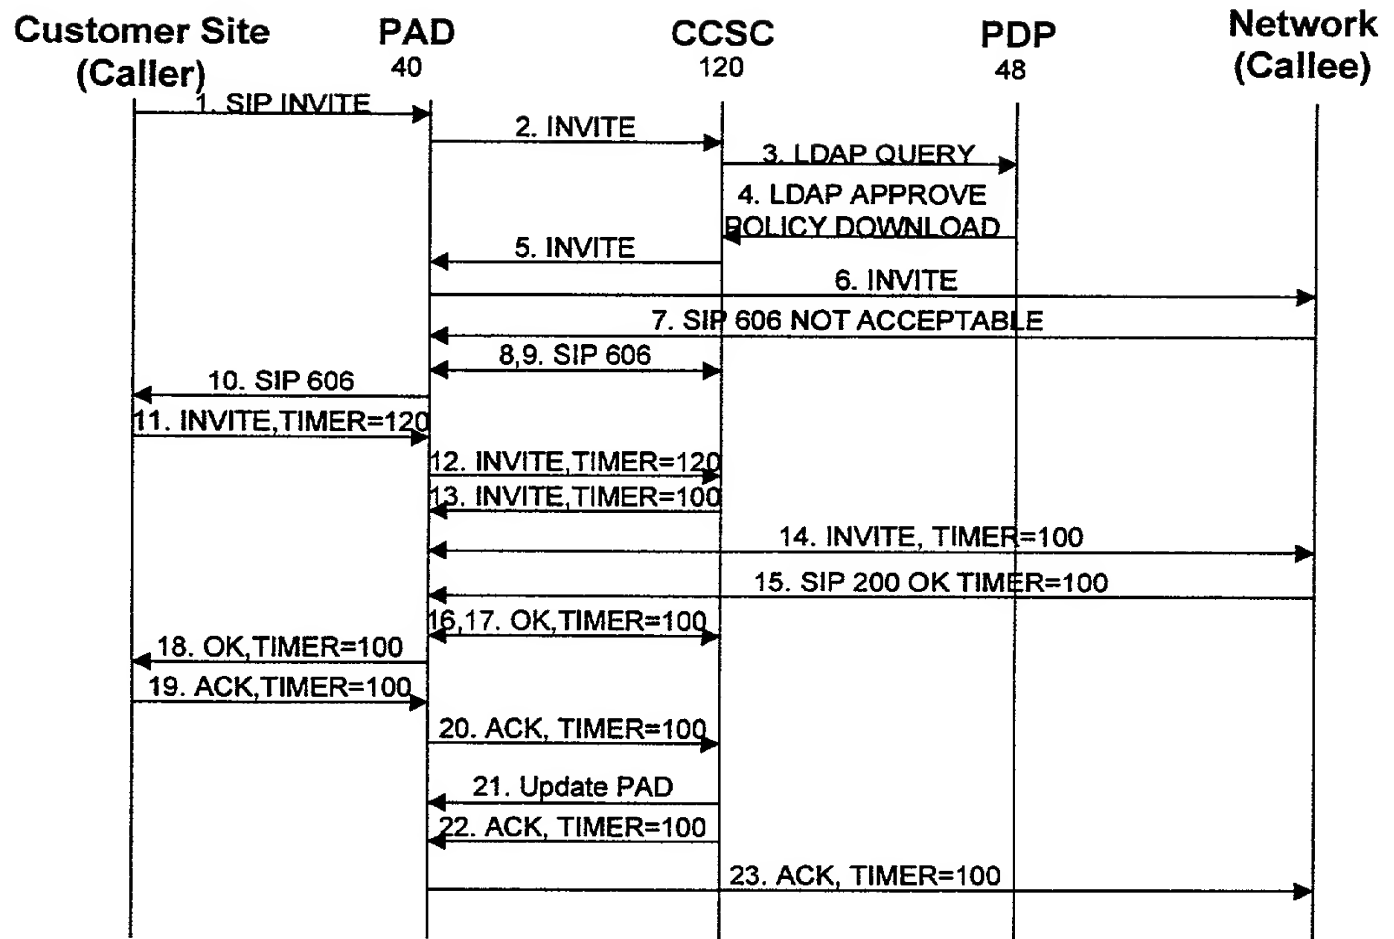 Customer Site
(Caller)
PAD
40
CCSC
120
PDP
48
Network
(Callee)
1. SIP INVITE
2. INVITE
3. LDAP QUERY
4. LDAP APPROVE
POLICY DOWNLOAD
5. INVITE
6. INVITE
7. SIP 606 NOT ACCEPTABLE
8,9. SIP 606
10. SIP 606
11. INVITE,TIMER=120
12. INVITE,TIMER=120
13. INVITE,TIMER=100
14. INVITE, TIMER=100
15. SIP 200 OK TIMER=100
16,17. OK,TIMER=100
18. OK,TIMER=100
19. ACK,TIMER=100
20. ACK, TIMER=100
21. Update PAD
22. ACK, TIMER=100
23. ACK, TIMER=100